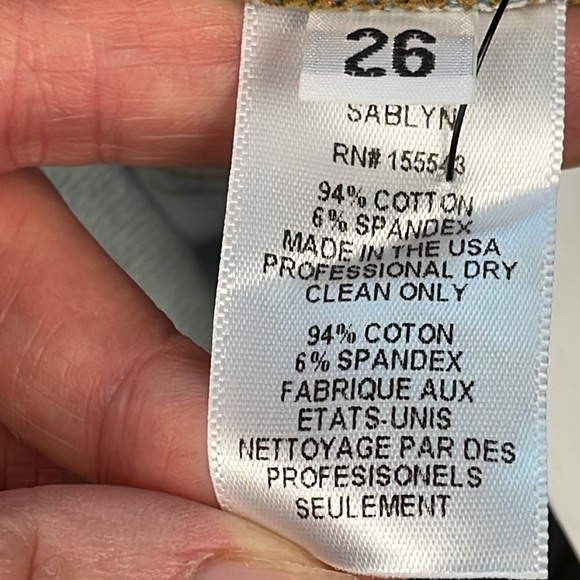 26
SABLYN
RN# 155543
94% COTTON
6% SPANDEX
MADE IN THE USA
PROFESSIONAL DRY
CLEAN ONLY
94% COTON
6% SPANDEX
FABRIQUE AUX
ETATS-UNIS
NETTOYAGE PAR DES
PROFESISONELS
SEULEMENT